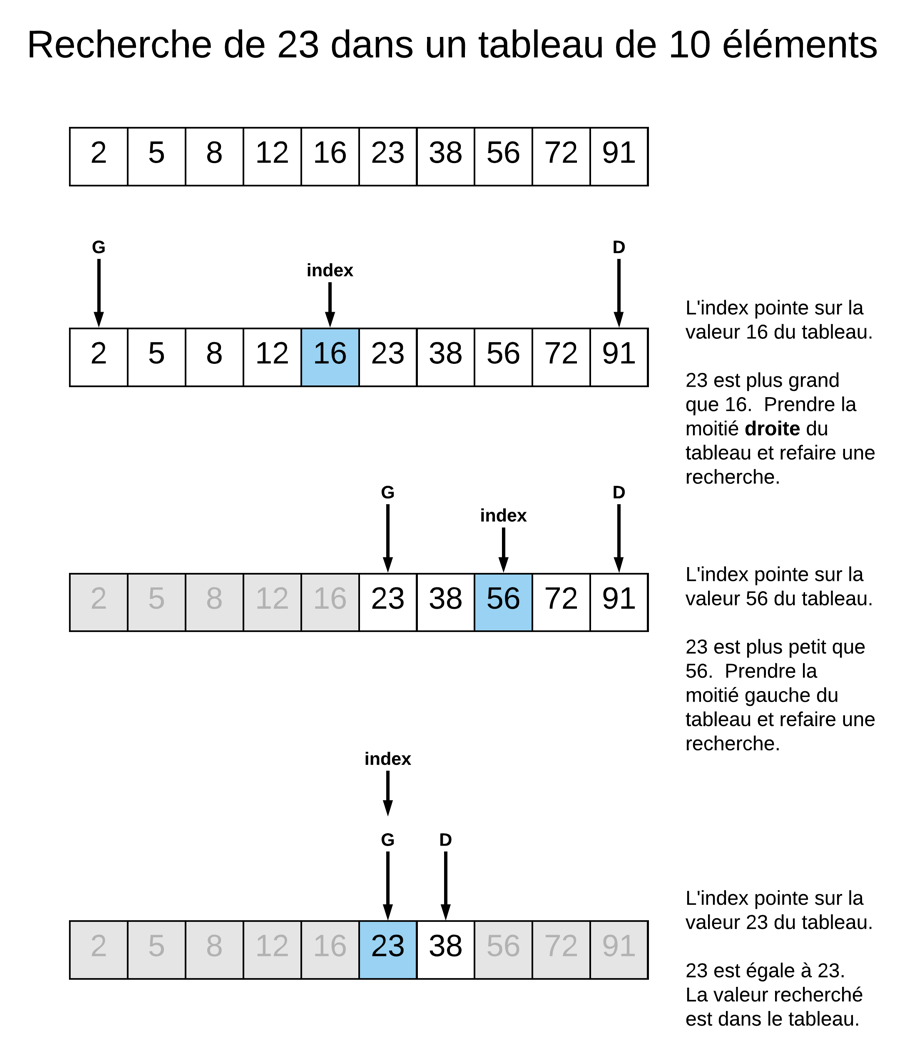 Recherche de 23 dans un tableau de 10 éléments
2 5 8 12 16 23 38 56 72 91
G D
index
2 5 8 12 16 23 38 56 72 91
L'index pointe sur la
valeur 16 du tableau.
23 est plus grand
que 16.  Prendre la
moitié droite du
tableau et refaire une
recherche.
G D
index
2 5 8 12 16 23 38 56 72 91
L'index pointe sur la
valeur 56 du tableau.
23 est plus petit que
56.  Prendre la
moitié gauche du
tableau et refaire une
recherche.
index
G D
2 5 8 12 16 23 38 56 72 91
L'index pointe sur la
valeur 23 du tableau.
23 est égale à 23.
La valeur recherché
est dans le tableau.